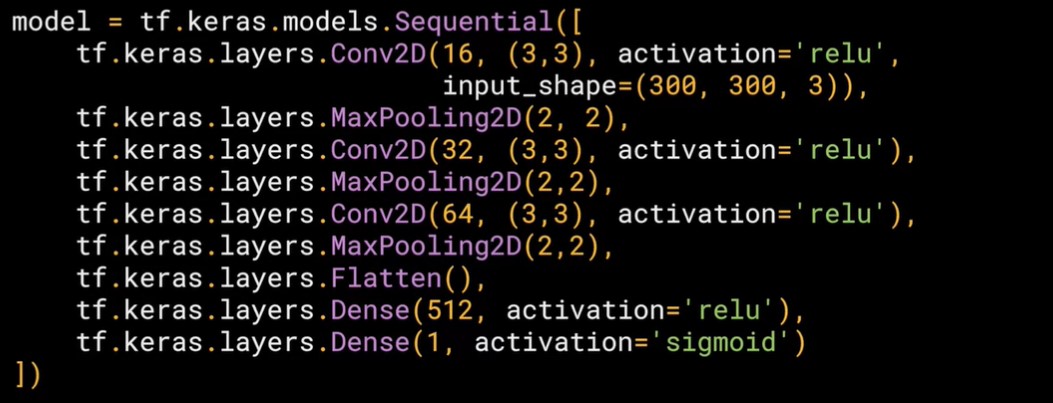 model = tf.keras.models.Sequential([
    tf.keras.layers.Conv2D(16, (3,3), activation='relu',
                           input_shape=(300, 300, 3)),
    tf.keras.layers.MaxPooling2D(2, 2),
    tf.keras.layers.Conv2D(32, (3,3), activation='relu'),
    tf.keras.layers.MaxPooling2D(2,2),
    tf.keras.layers.Conv2D(64, (3,3), activation='relu'),
    tf.keras.layers.MaxPooling2D(2,2),
    tf.keras.layers.Flatten(),
    tf.keras.layers.Dense(512, activation='relu'),
    tf.keras.layers.Dense(1, activation='sigmoid')
])